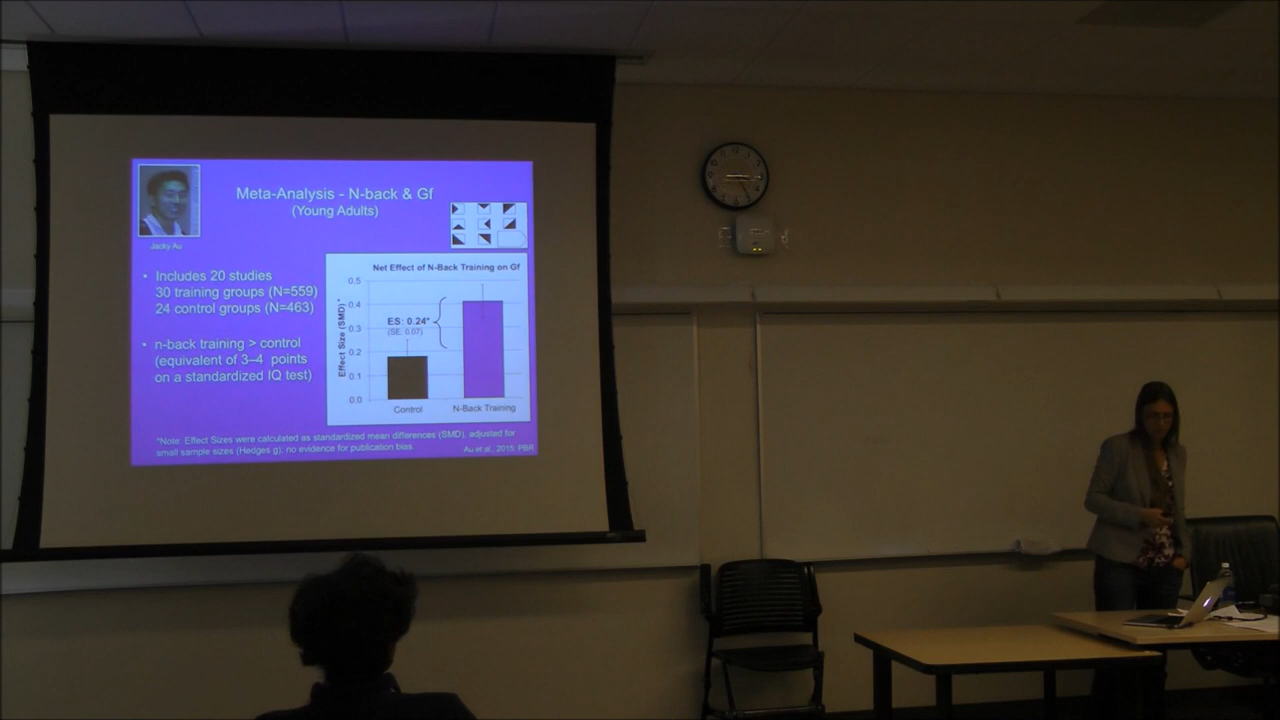 Meta-Analysis - N-back & Gf
(Young Adults)
Jacky Au
• Includes 20 studies
30 training groups (N=559)
24 control groups (N=463)
• n-back training > control
(equivalent of 3–4 points
on a standardized IQ test)
Net Effect of N-Back Training on Gf
Effect Size (SMD)*
0.5
0.4
0.3
0.2
0.1
0.0
ES: 0.24*
(SE: 0.07)
Control
N-Back Training
*Note: Effect Sizes were calculated as standardized mean differences (SMD), adjusted for
small sample sizes (Hedges g); no evidence for publication bias
Au et al., 2015, PBR